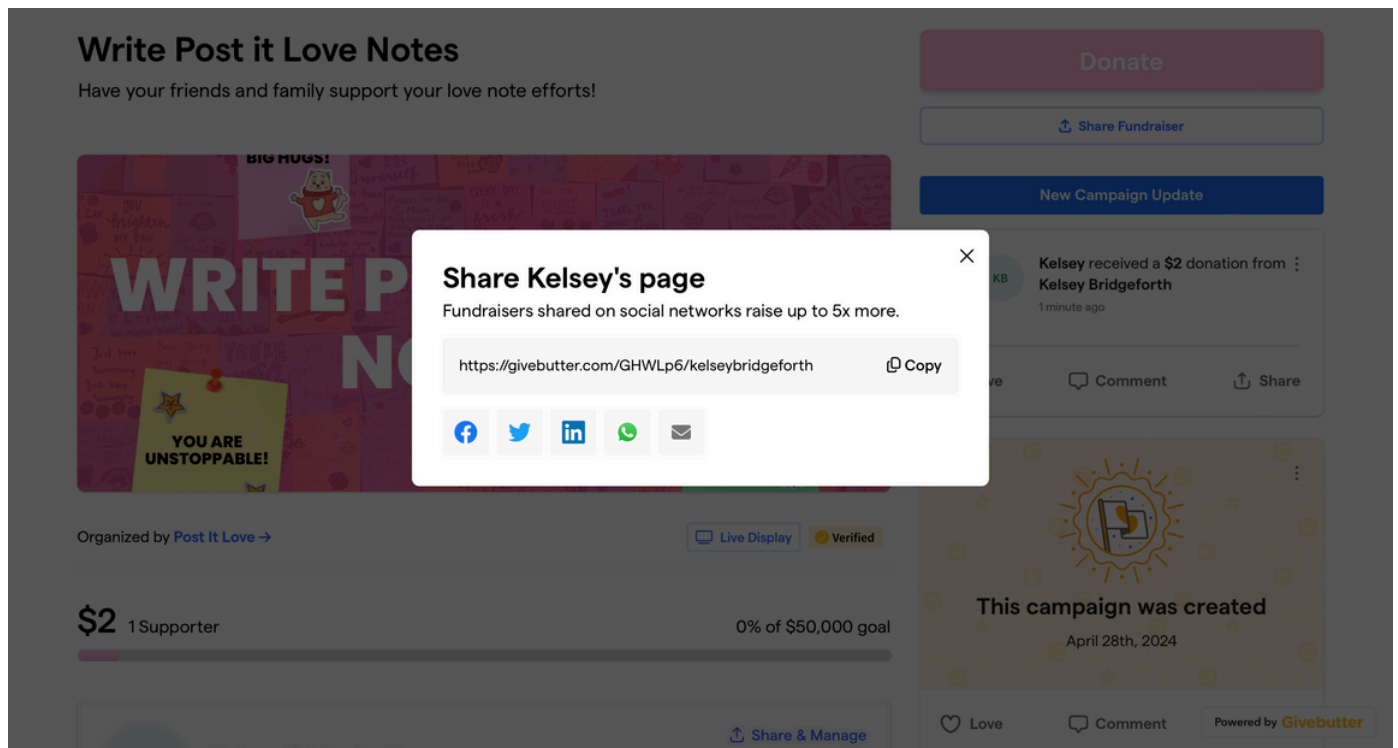 Write Post it Love Notes
Have your friends and family support your love note efforts!
Donate
Share Fundraiser
New Campaign Update
BIG HUGS!
WRITE P
NO
YOU ARE
UNSTOPPABLE!
Share Kelsey's page
Fundraisers shared on social networks raise up to 5x more.
https://givebutter.com/GHWLp6/kelseybridgeforth
Copy
KB
Kelsey received a $2 donation from
Kelsey Bridgeforth
1 minute ago
Comment
Share
Organized by Post It Love →
Live Display
Verified
$2 1 Supporter
0% of $50,000 goal
This campaign was created
April 28th, 2024
Share & Manage
Love
Comment
Powered by Givebutter